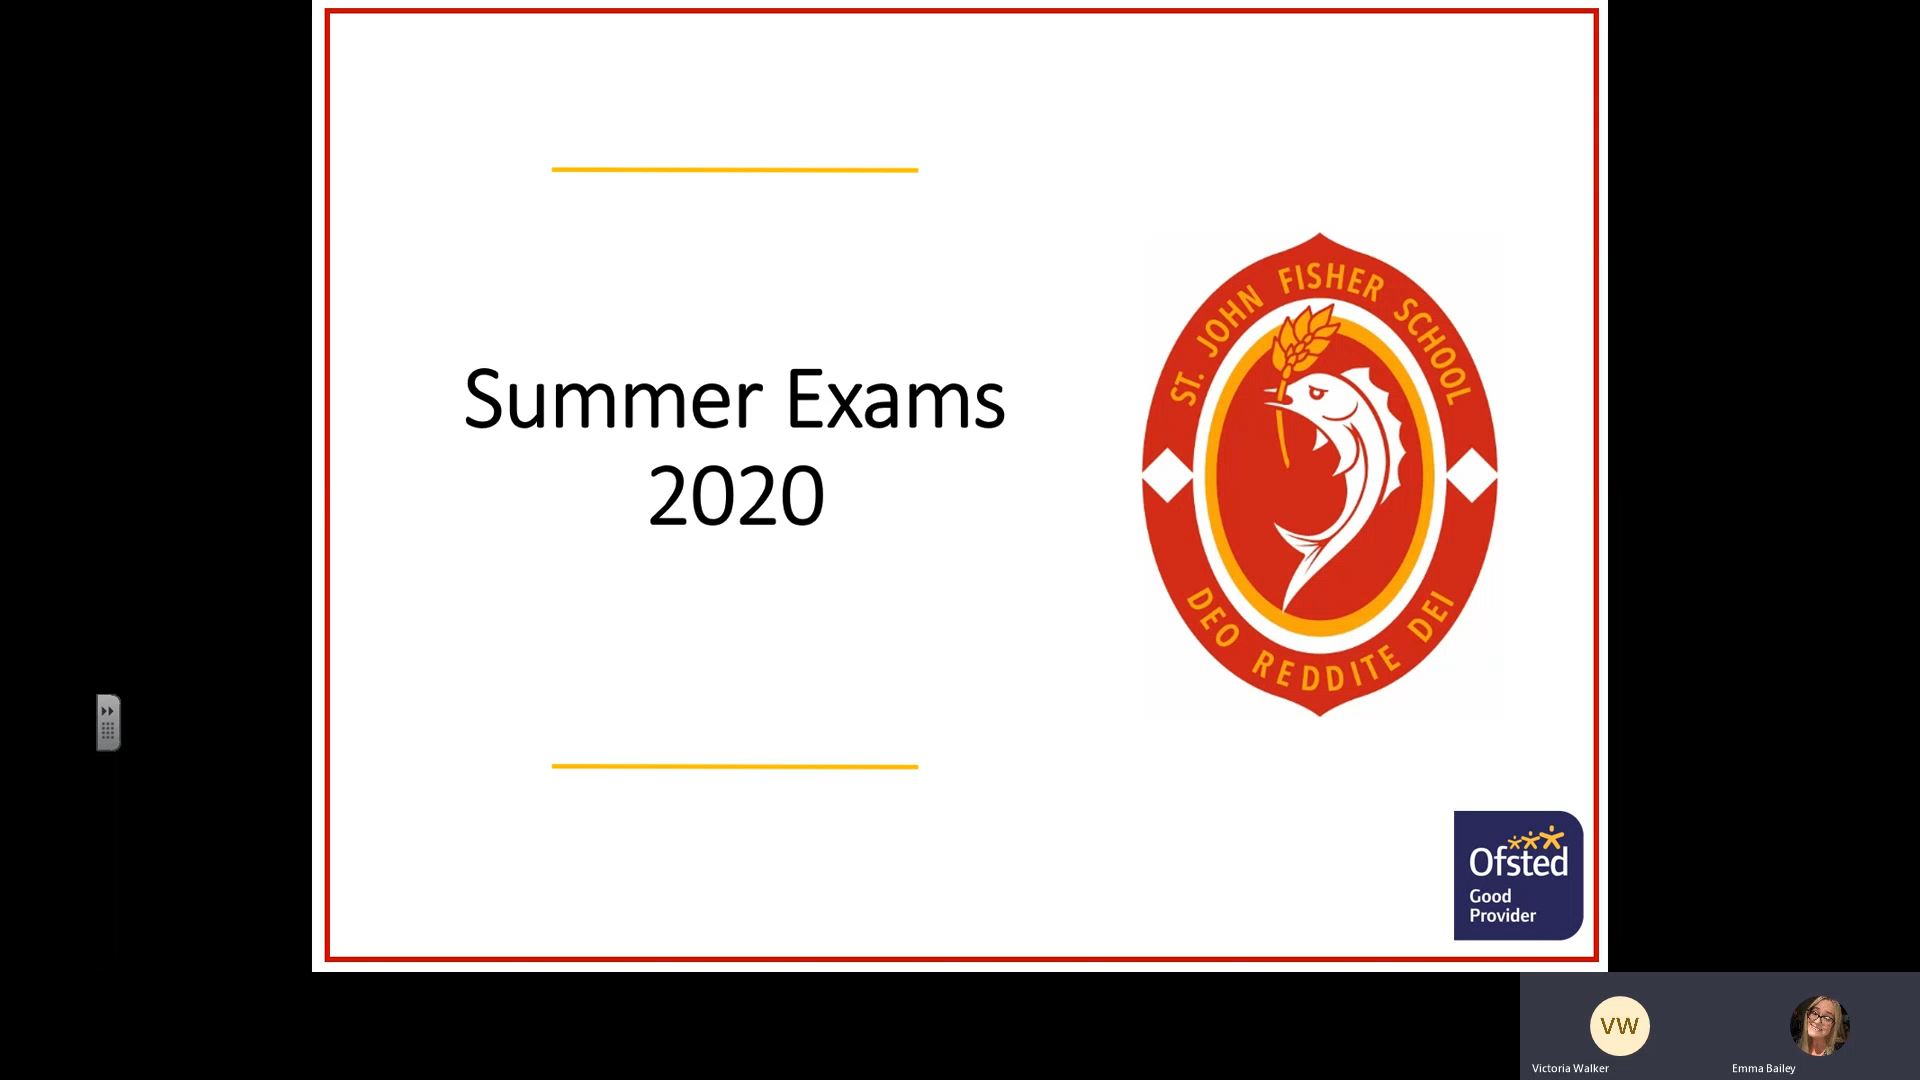 Summer Exams
2020
ST. JOHN FISHER SCHOOL
DEO REDDITE DEI
Ofsted
Good
Provider
VW
Victoria Walker
Emma Bailey